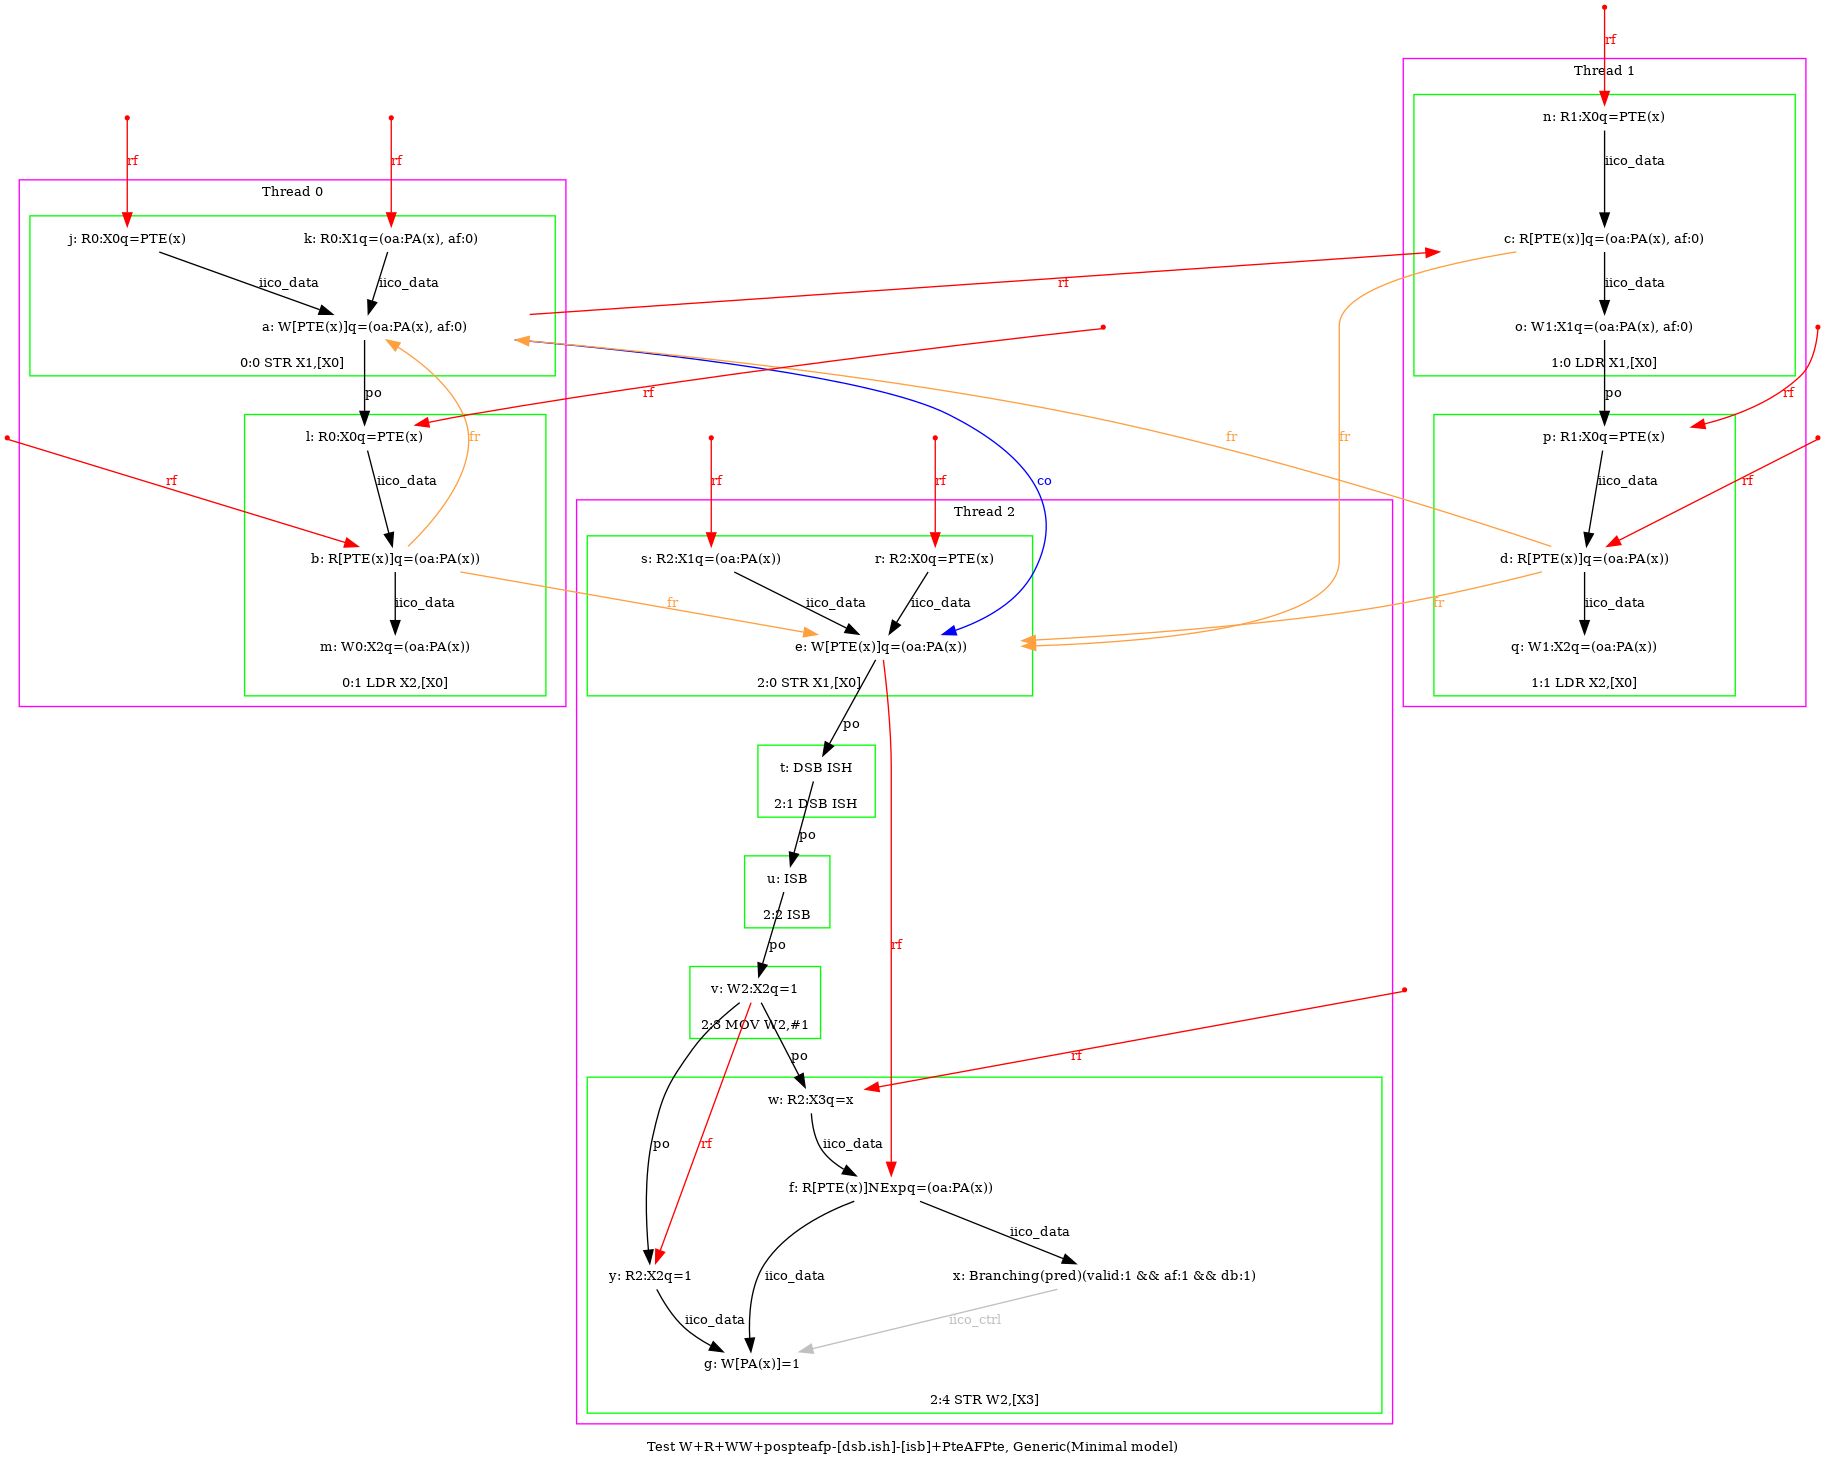 rf
Thread 1
n: R1:X0q=PTE(x)
rf
rf
iico_data
Thread 0
j: R0:X0q=PTE(x)
k: R0:X1q=(oa:PA(x), af:0)
c: R[PTE(x)]q=(oa:PA(x), af:0)
iico_data
iico_data
rf
iico_data
a: W[PTE(x)]q=(oa:PA(x), af:0)
o: W1:X1q=(oa:PA(x), af:0)
0:0 STR X1,[X0]
1:0 LDR X1,[X0]
po
rf
po
rf
l: R0:X0q=PTE(x)
fr
fr
fr
p: R1:X0q=PTE(x)
rf
iico_data
rf
rf
co
iico_data
rf
Thread 2
b: R[PTE(x)]q=(oa:PA(x))
s: R2:X1q=(oa:PA(x))
r: R2:X0q=PTE(x)
d: R[PTE(x)]q=(oa:PA(x))
iico_data
fr
iico_data
iico_data
fr
iico_data
m: W0:X2q=(oa:PA(x))
e: W[PTE(x)]q=(oa:PA(x))
q: W1:X2q=(oa:PA(x))
0:1 LDR X2,[X0]
2:0 STR X1,[X0]
1:1 LDR X2,[X0]
po
t: DSB ISH
2:1 DSB ISH
po
u: ISB
2:2 ISB
po
rf
v: W2:X2q=1
2:3 MOV W2,#1
po
rf
w: R2:X3q=x
po
rf
iico_data
f: R[PTE(x)]NExpq=(oa:PA(x))
iico_data
y: R2:X2q=1
iico_data
x: Branching(pred)(valid:1 && af:1 && db:1)
iico_data
iico_ctrl
g: W[PA(x)]=1
2:4 STR W2,[X3]
Test W+R+WW+pospteafp-[dsb.ish]-[isb]+PteAFPte, Generic(Minimal model)